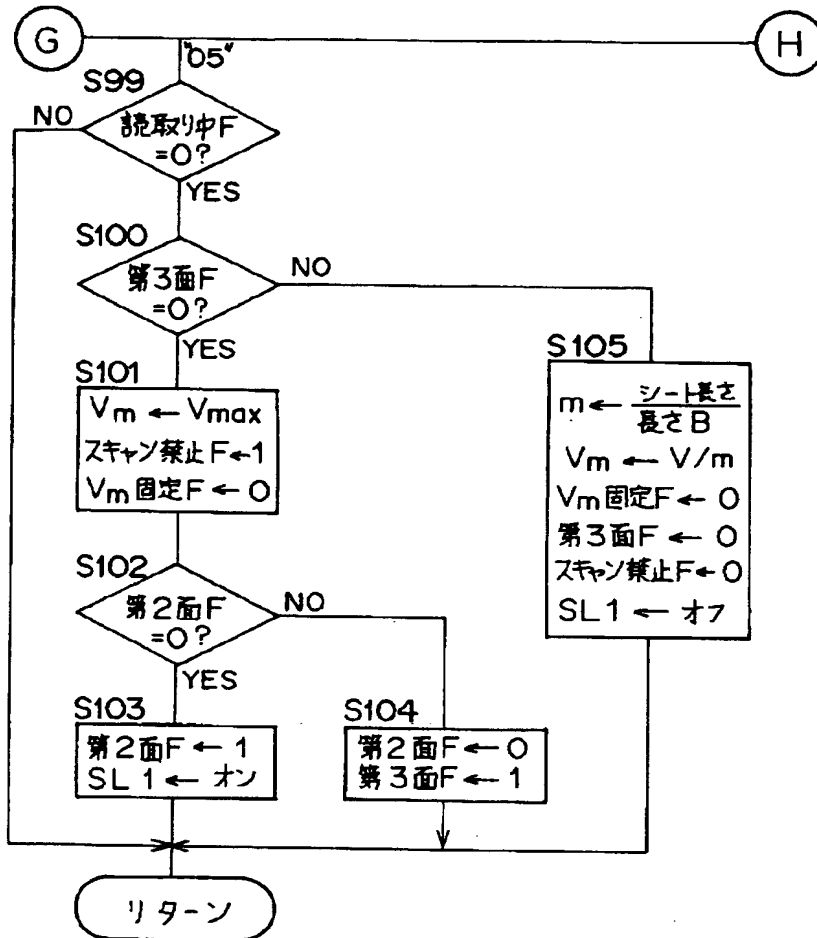 G
H
"05"
S99
NO
読取り中F
=0?
YES
S100
第3面F
=0?
NO
YES
S101
Vm ← Vmax
スキャン禁止F←1
Vm固定F ← 0
S102
第2面F
=0?
NO
YES
S103
第2面F ← 1
SL1 ← オン
S104
第2面F ← 0
第3面F ← 1
S105
m ← シート長さ
長さB
Vm ← V/m
Vm固定F ← 0
第3面F ← 0
スキャン禁止F←0
SL1 ← オフ
リターン